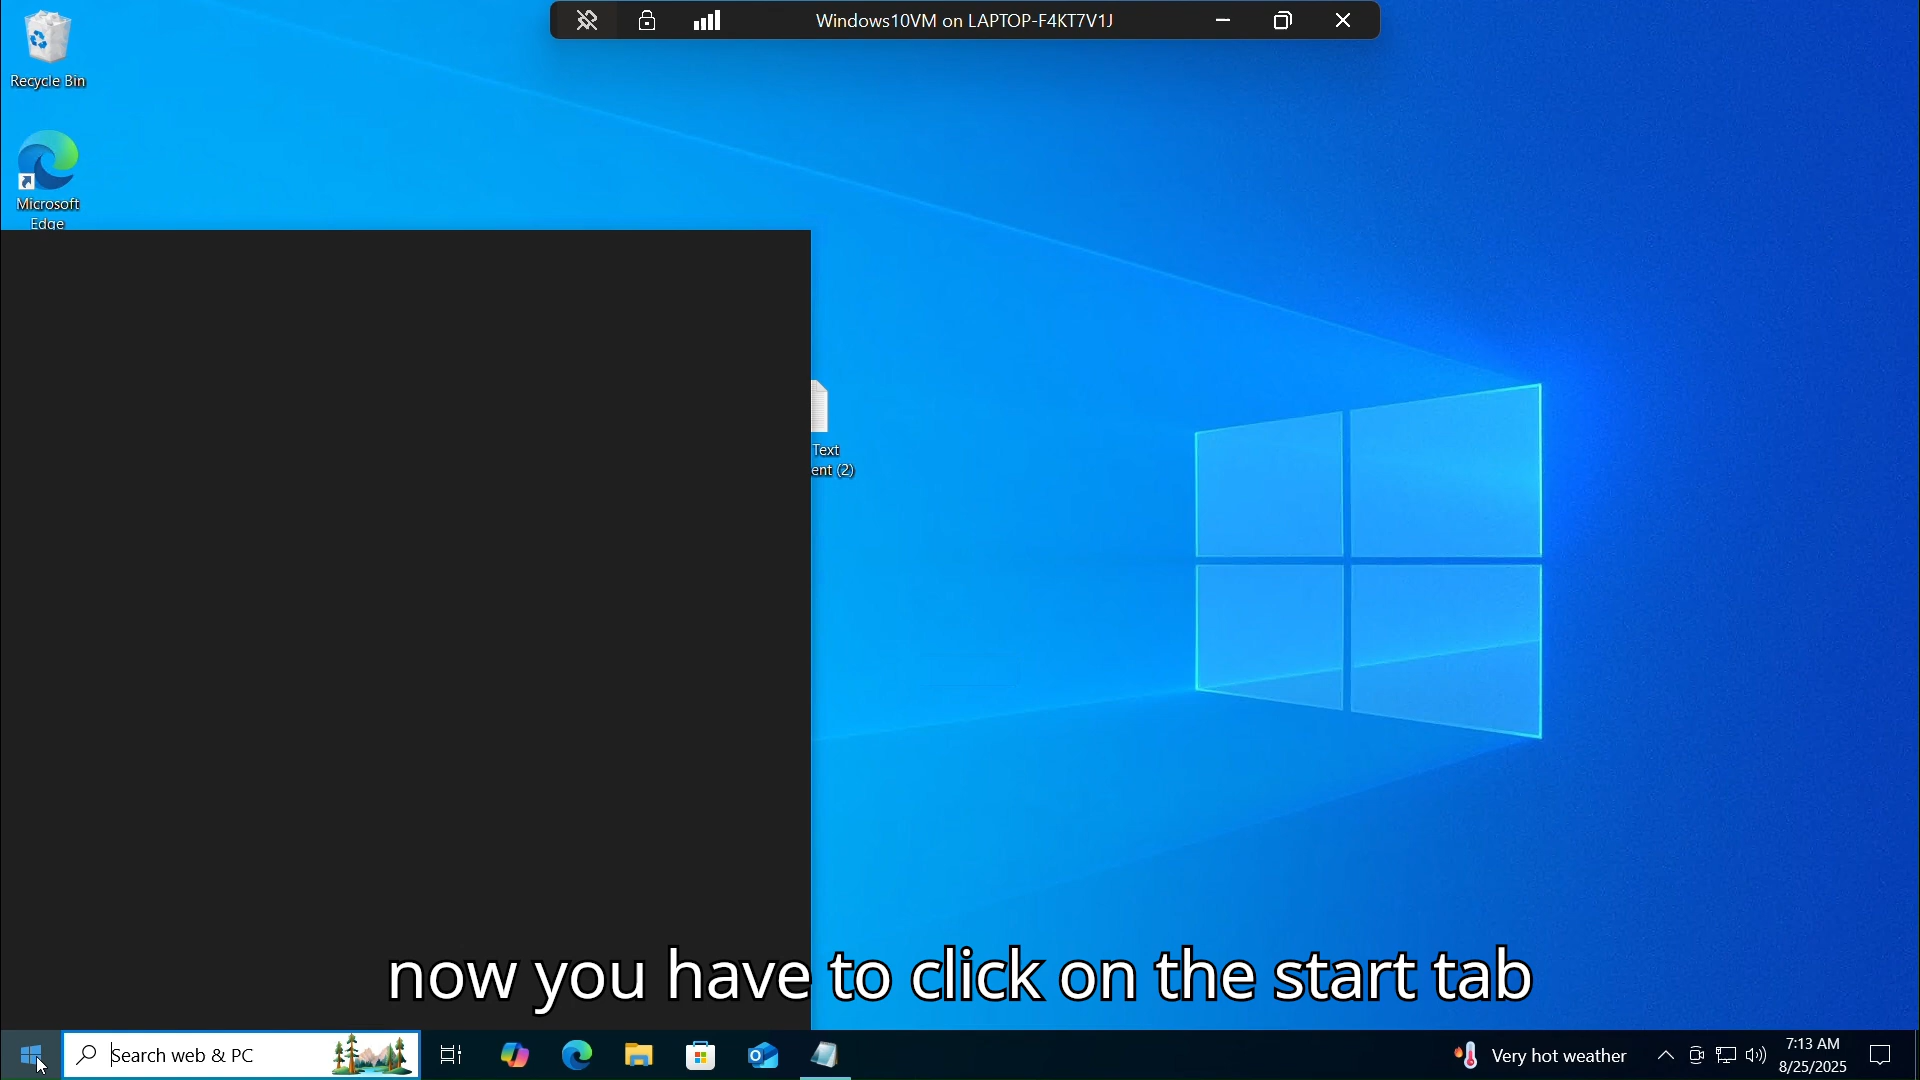 Windows10VM on LAPTOP-F4KT7V1J
Recycle Bin
Microsoft
Edge
Text
ent (2)
now you have to click on the start tab
Search web & PC
Very hot weather
7:13 AM
8/25/2025